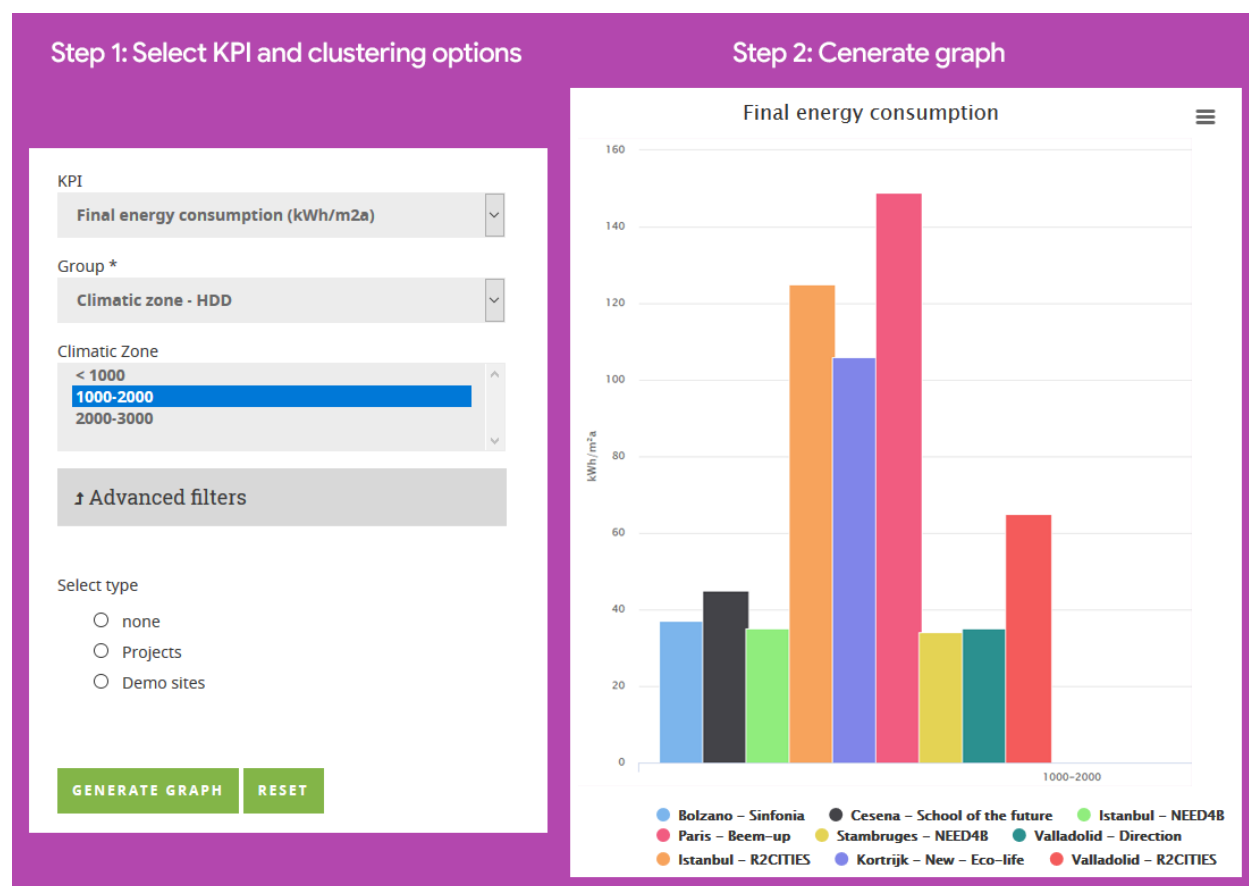 Step 1: Select KPI and clustering options
KPI
Final energy consumption (kWh/m2a)
Group *
Climatic zone - HDD
Climatic Zone
< 1000
1000-2000
2000-3000
Advanced filters
Select type
none
Projects
Demo sites
GENERATE GRAPH RESET
Step 2: Cenerate graph
Final energy consumption
160
140
120
100
80
60
40
20
0
kWh/m²a
1000-2000
Bolzano - Sinfonia Cesena - School of the future Istanbul - NEED4B
Paris - Beem-up Stambruges - NEED4B Valladolid - Direction
Istanbul - R2CITIES Kortrijk - New - Eco-life Valladolid - R2CITIES